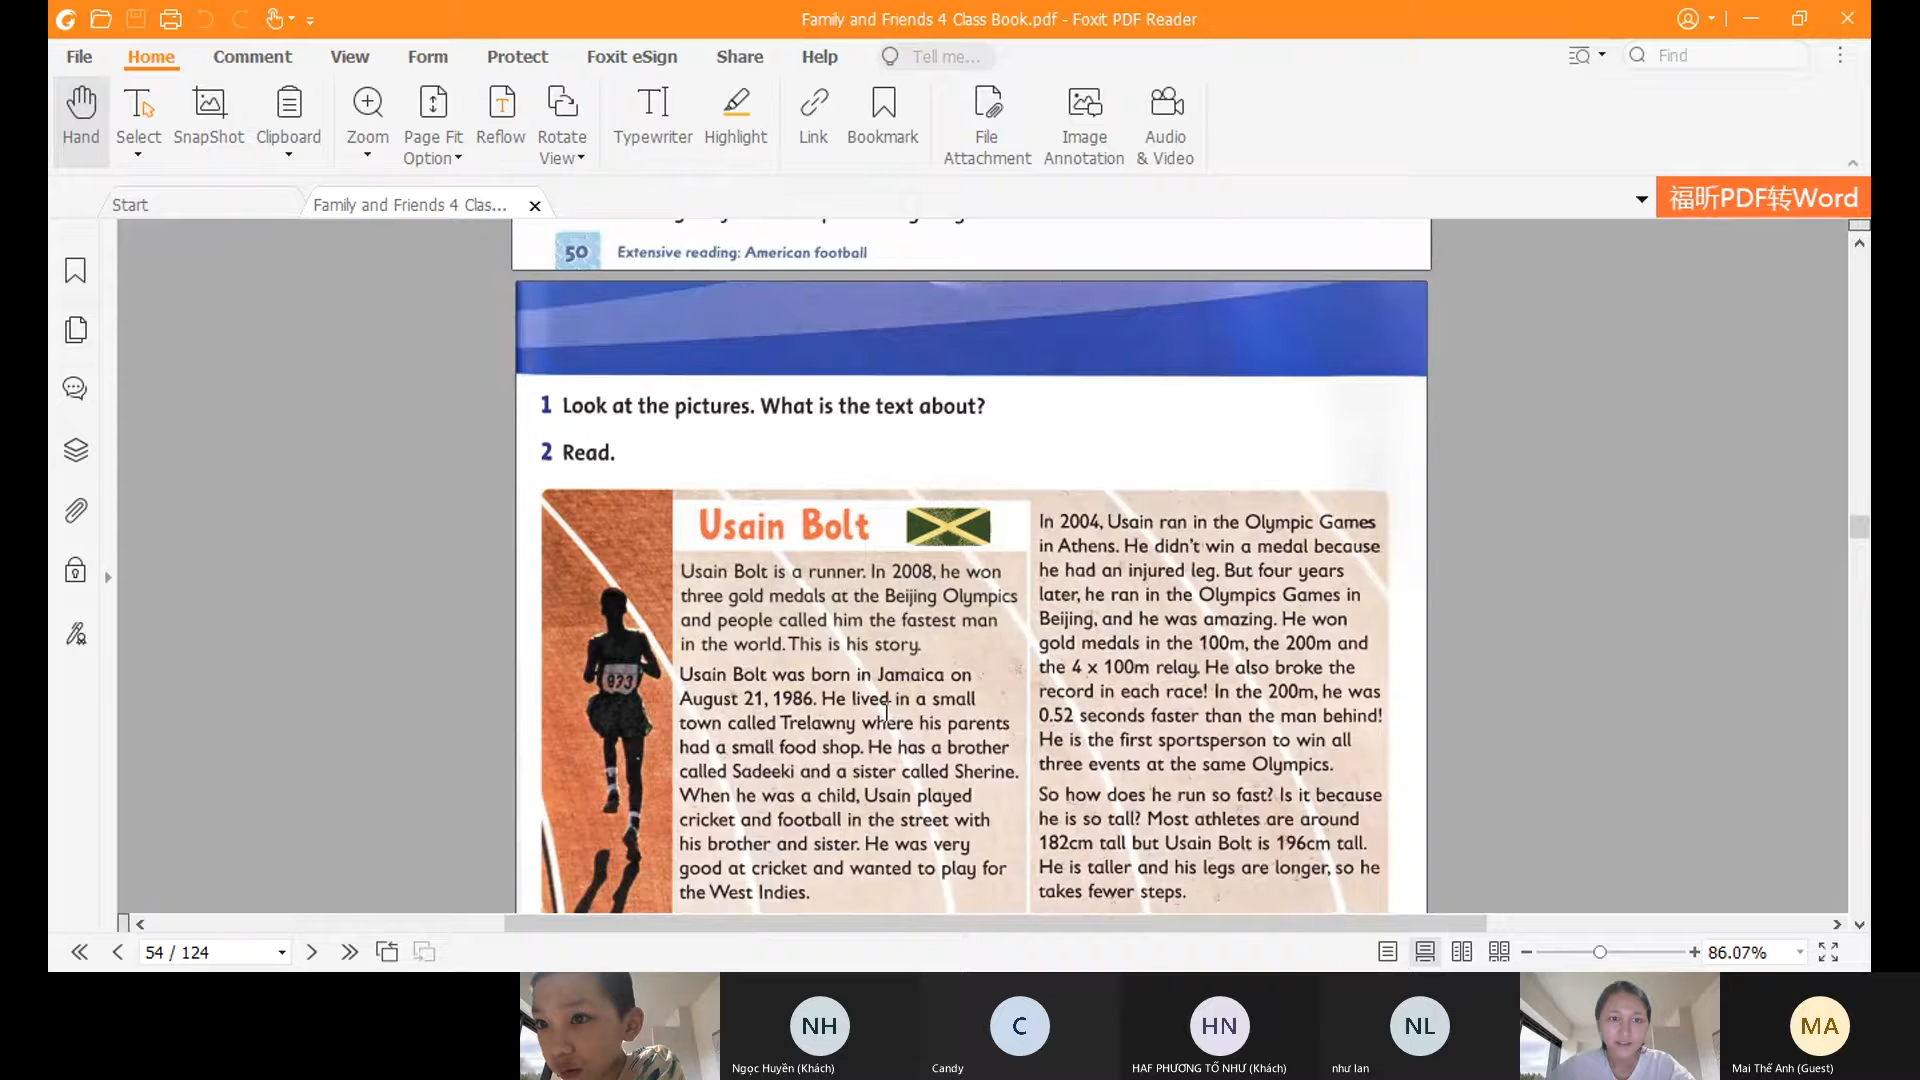 Family and Friends 4 Class Book.pdf - Foxit PDF Reader
File Home Comment View Form Protect Foxit eSign Share Help Tell me... Find
Hand Select SnapShot Clipboard Zoom Page Fit Option Reflow Rotate View Typewriter Highlight Link Bookmark File Attachment Image Annotation Audio & Video
Start
Family and Friends 4 Clas...
福昕PDF转Word
50 Extensive reading: American football
1 Look at the pictures. What is the text about?
2 Read.
Usain Bolt
Usain Bolt is a runner. In 2008, he won
three gold medals at the Beijing Olympics
and people called him the fastest man
in the world. This is his story.
Usain Bolt was born in Jamaica on
August 21, 1986. He lived in a small
town called Trelawny where his parents
had a small food shop. He has a brother
called Sadeeki and a sister called Sherine.
When he was a child, Usain played
cricket and football in the street with
his brother and sister. He was very
good at cricket and wanted to play for
the West Indies.
In 2004, Usain ran in the Olympic Games
in Athens. He didn't win a medal because
he had an injured leg. But four years
later, he ran in the Olympics Games in
Beijing, and he was amazing. He won
gold medals in the 100m, the 200m and
the 4 x 100m relay. He also broke the
record in each race! In the 200m, he was
0.52 seconds faster than the man behind!
He is the first sportsperson to win all
three events at the same Olympics.
So how does he run so fast? Is it because
he is so tall? Most athletes are around
182cm tall but Usain Bolt is 196cm tall.
He is taller and his legs are longer, so he
takes fewer steps.
54 / 124
86.07%
NH
C
HN
NL
MA
Ngọc Huyền (Khách)
Candy
HAF PHƯƠNG TỐ NHƯ (Khách)
như lan
Mai Thế Anh (Guest)